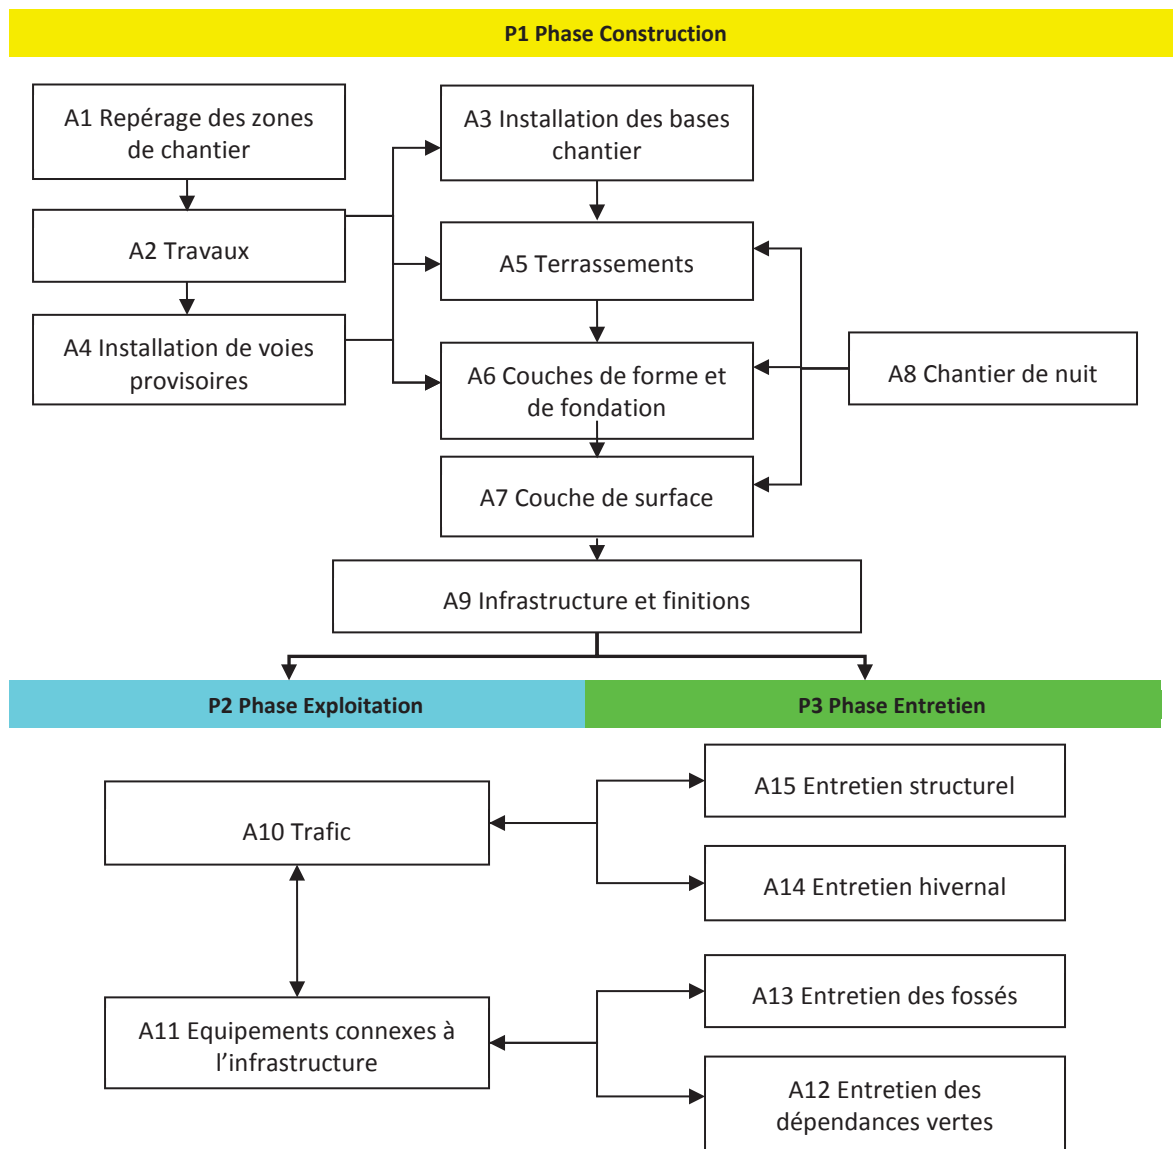 P1 Phase Construction
A1 Repérage des zones
de chantier
A3 Installation des bases
chantier
A2 Travaux
A5 Terrassements
A4 Installation de voies
provisoires
A6 Couches de forme et
de fondation
A8 Chantier de nuit
A7 Couche de surface
A9 Infrastructure et finitions
P2 Phase Exploitation
P3 Phase Entretien
A15 Entretien structurel
A10 Trafic
A14 Entretien hivernal
A13 Entretien des fossés
A11 Equipements connexes à
l’infrastructure
A12 Entretien des
dépendances vertes